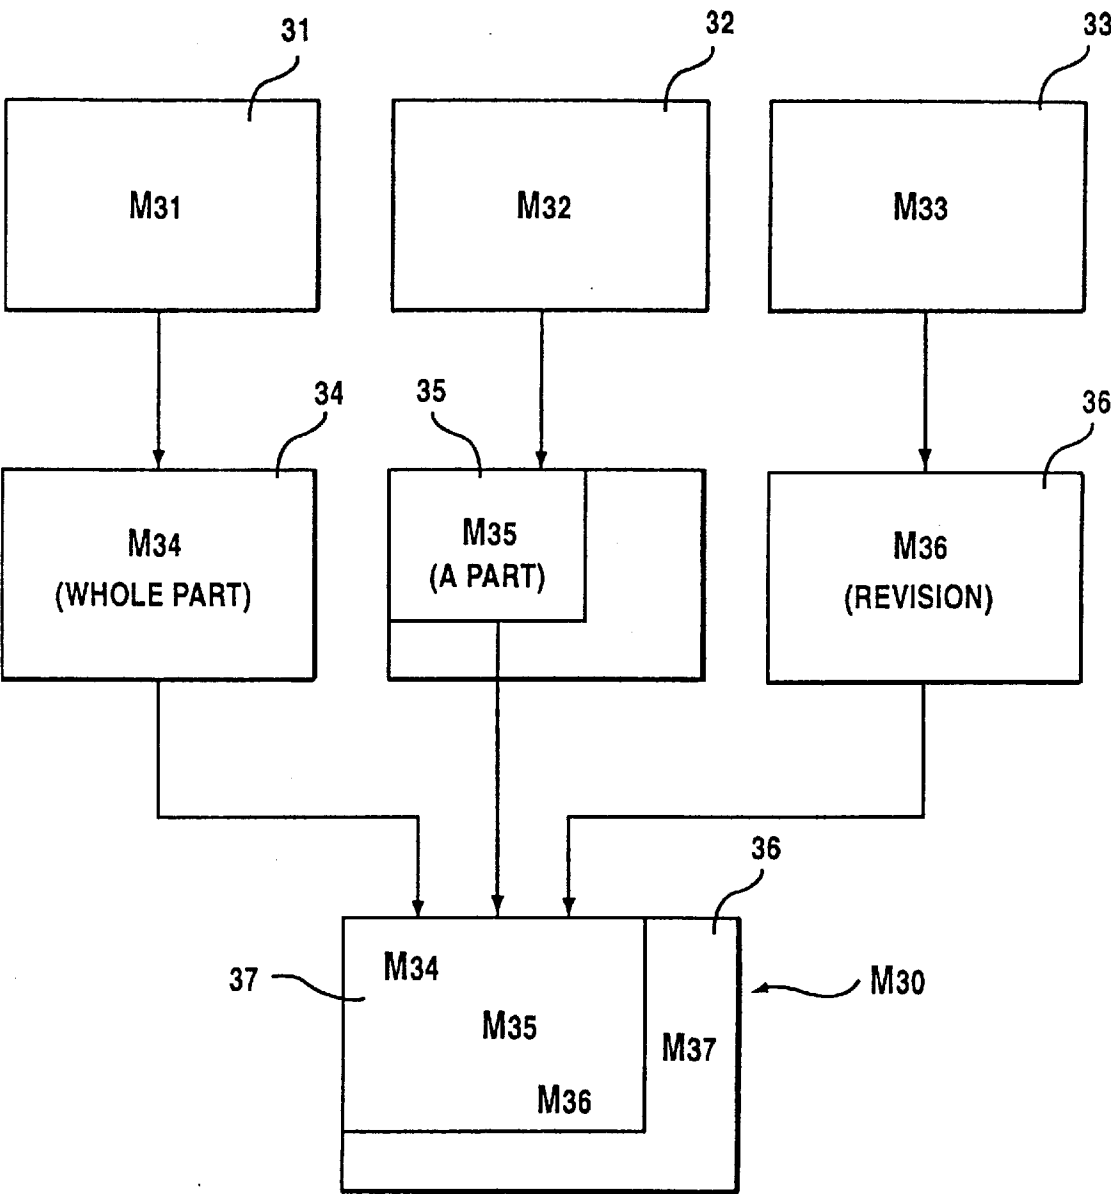 31
32
33
M31
M32
M33
34
35
36
M34
(WHOLE PART)
M35
(A PART)
M36
(REVISION)
36
37
M34
M35
M36
M37
M30